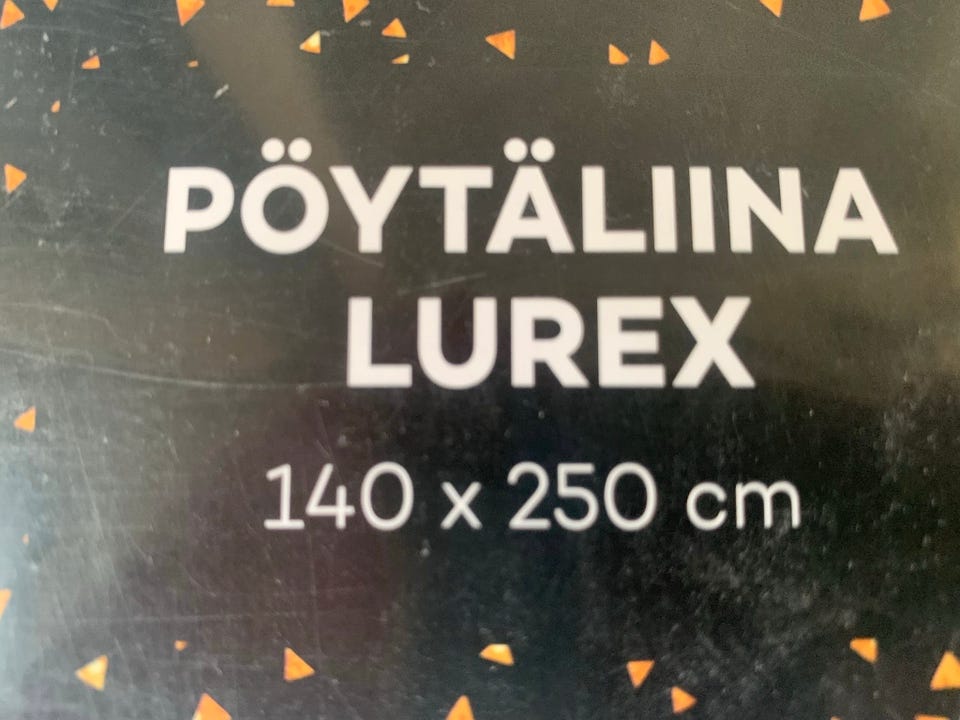 PÖYTÄLIINA
LUREX
140 x 250 cm